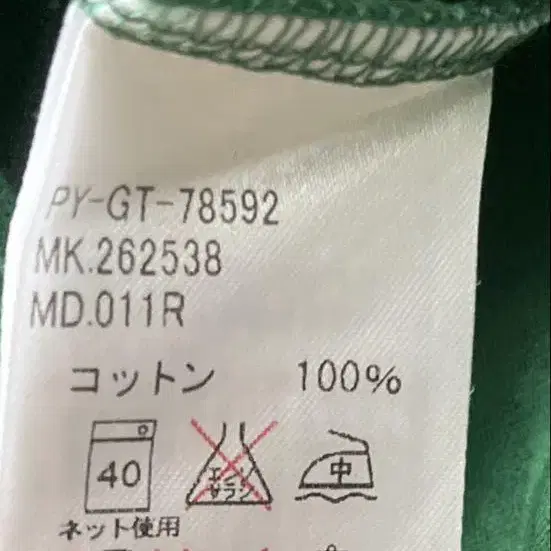 PY-GT-78592
MK.262538
MD.011R
コットン 100%
40
エンソ
サラシ
中
ネット使用